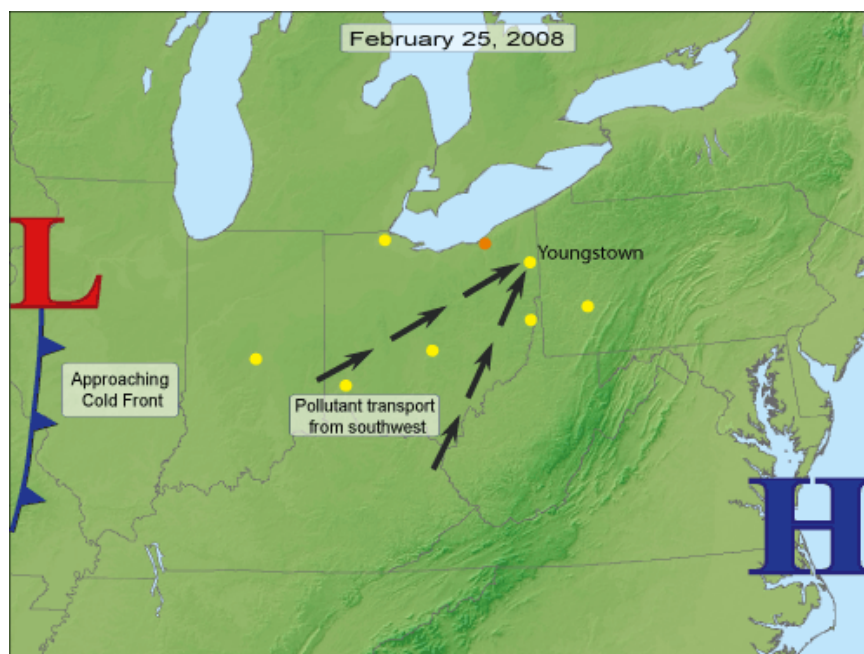 February 25, 2008
Youngstown
L
Approaching
Cold Front
Pollutant transport
from southwest
H